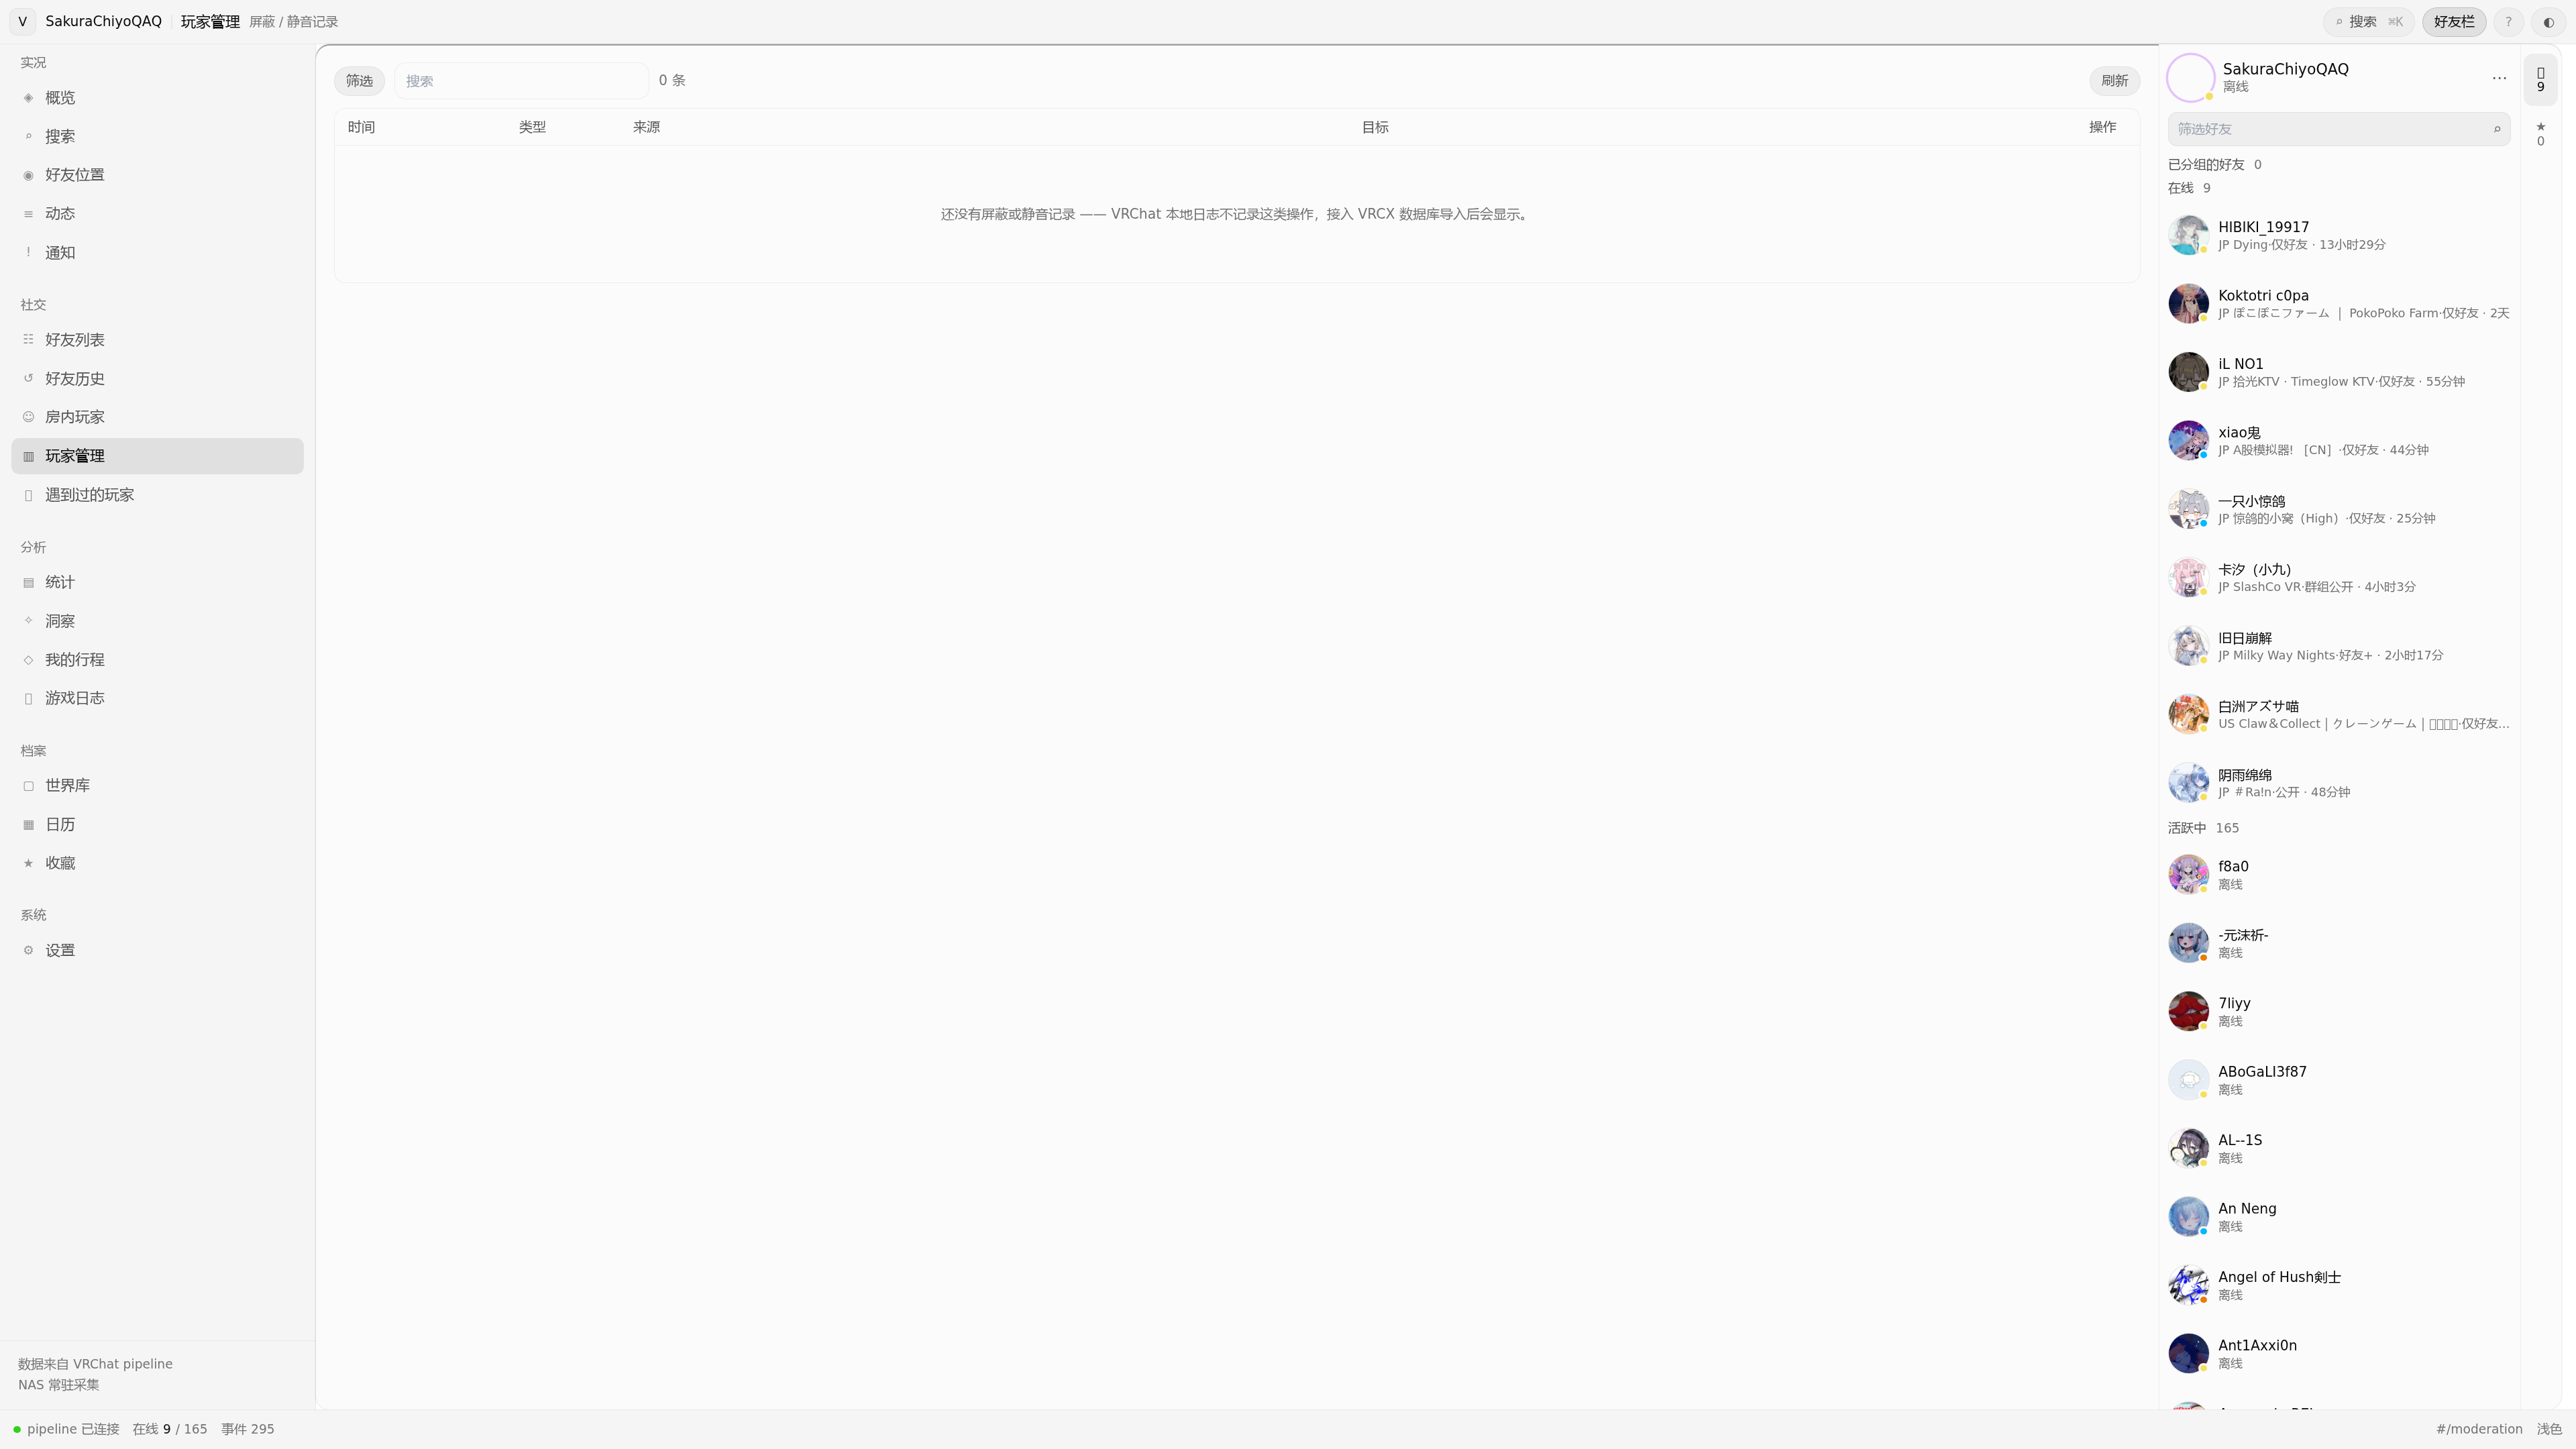 V SakuraChiyoQAQ 玩家管理 屏蔽 / 静音记录
搜索 ⌘K 好友栏 ?
实况
概览
搜索
好友位置
动态
通知
社交
好友列表
好友历史
房内玩家
玩家管理
遇到过的玩家
分析
统计
洞察
我的行程
游戏日志
档案
世界库
日历
收藏
系统
设置
数据来自 VRChat pipeline
NAS 常驻采集
筛选 搜索 0 条 刷新
时间 类型 来源 目标 操作
还没有屏蔽或静音记录 —— VRChat 本地日志不记录这类操作，接入 VRCX 数据库导入后会显示。
SakuraChiyoQAQ
离线
9
0
筛选好友
已分组的好友 0
在线 9
HIBIKI_19917
JP Dying·仅好友 · 13小时29分
Koktotri c0pa
JP ぽこぽこファーム ｜ PokoPoko Farm·仅好友 · 2天
iL NO1
JP 拾光KTV · Timeglow KTV·仅好友 · 55分钟
xiao鬼
JP A股模拟器！［CN］·仅好友 · 44分钟
一只小惊鸽
JP 惊鸽的小窝（High）·仅好友 · 25分钟
卡汐（小九）
JP SlashCo VR·群组公开 · 4小时3分
旧日崩解
JP Milky Way Nights·好友+ · 2小时17分
白洲アズサ喵
US Claw＆Collect | クレーンゲーム | ·仅好友…
阴雨绵绵
JP ＃Ra!n·公开 · 48分钟
活跃中 165
f8a0
离线
-元沫祈-
离线
7liyy
离线
ABoGaLI3f87
离线
AL--1S
离线
An Neng
离线
Angel of Hush剣士
离线
Ant1Axxi0n
离线
pipeline 已连接 在线 9 / 165 事件 295
#/moderation 浅色